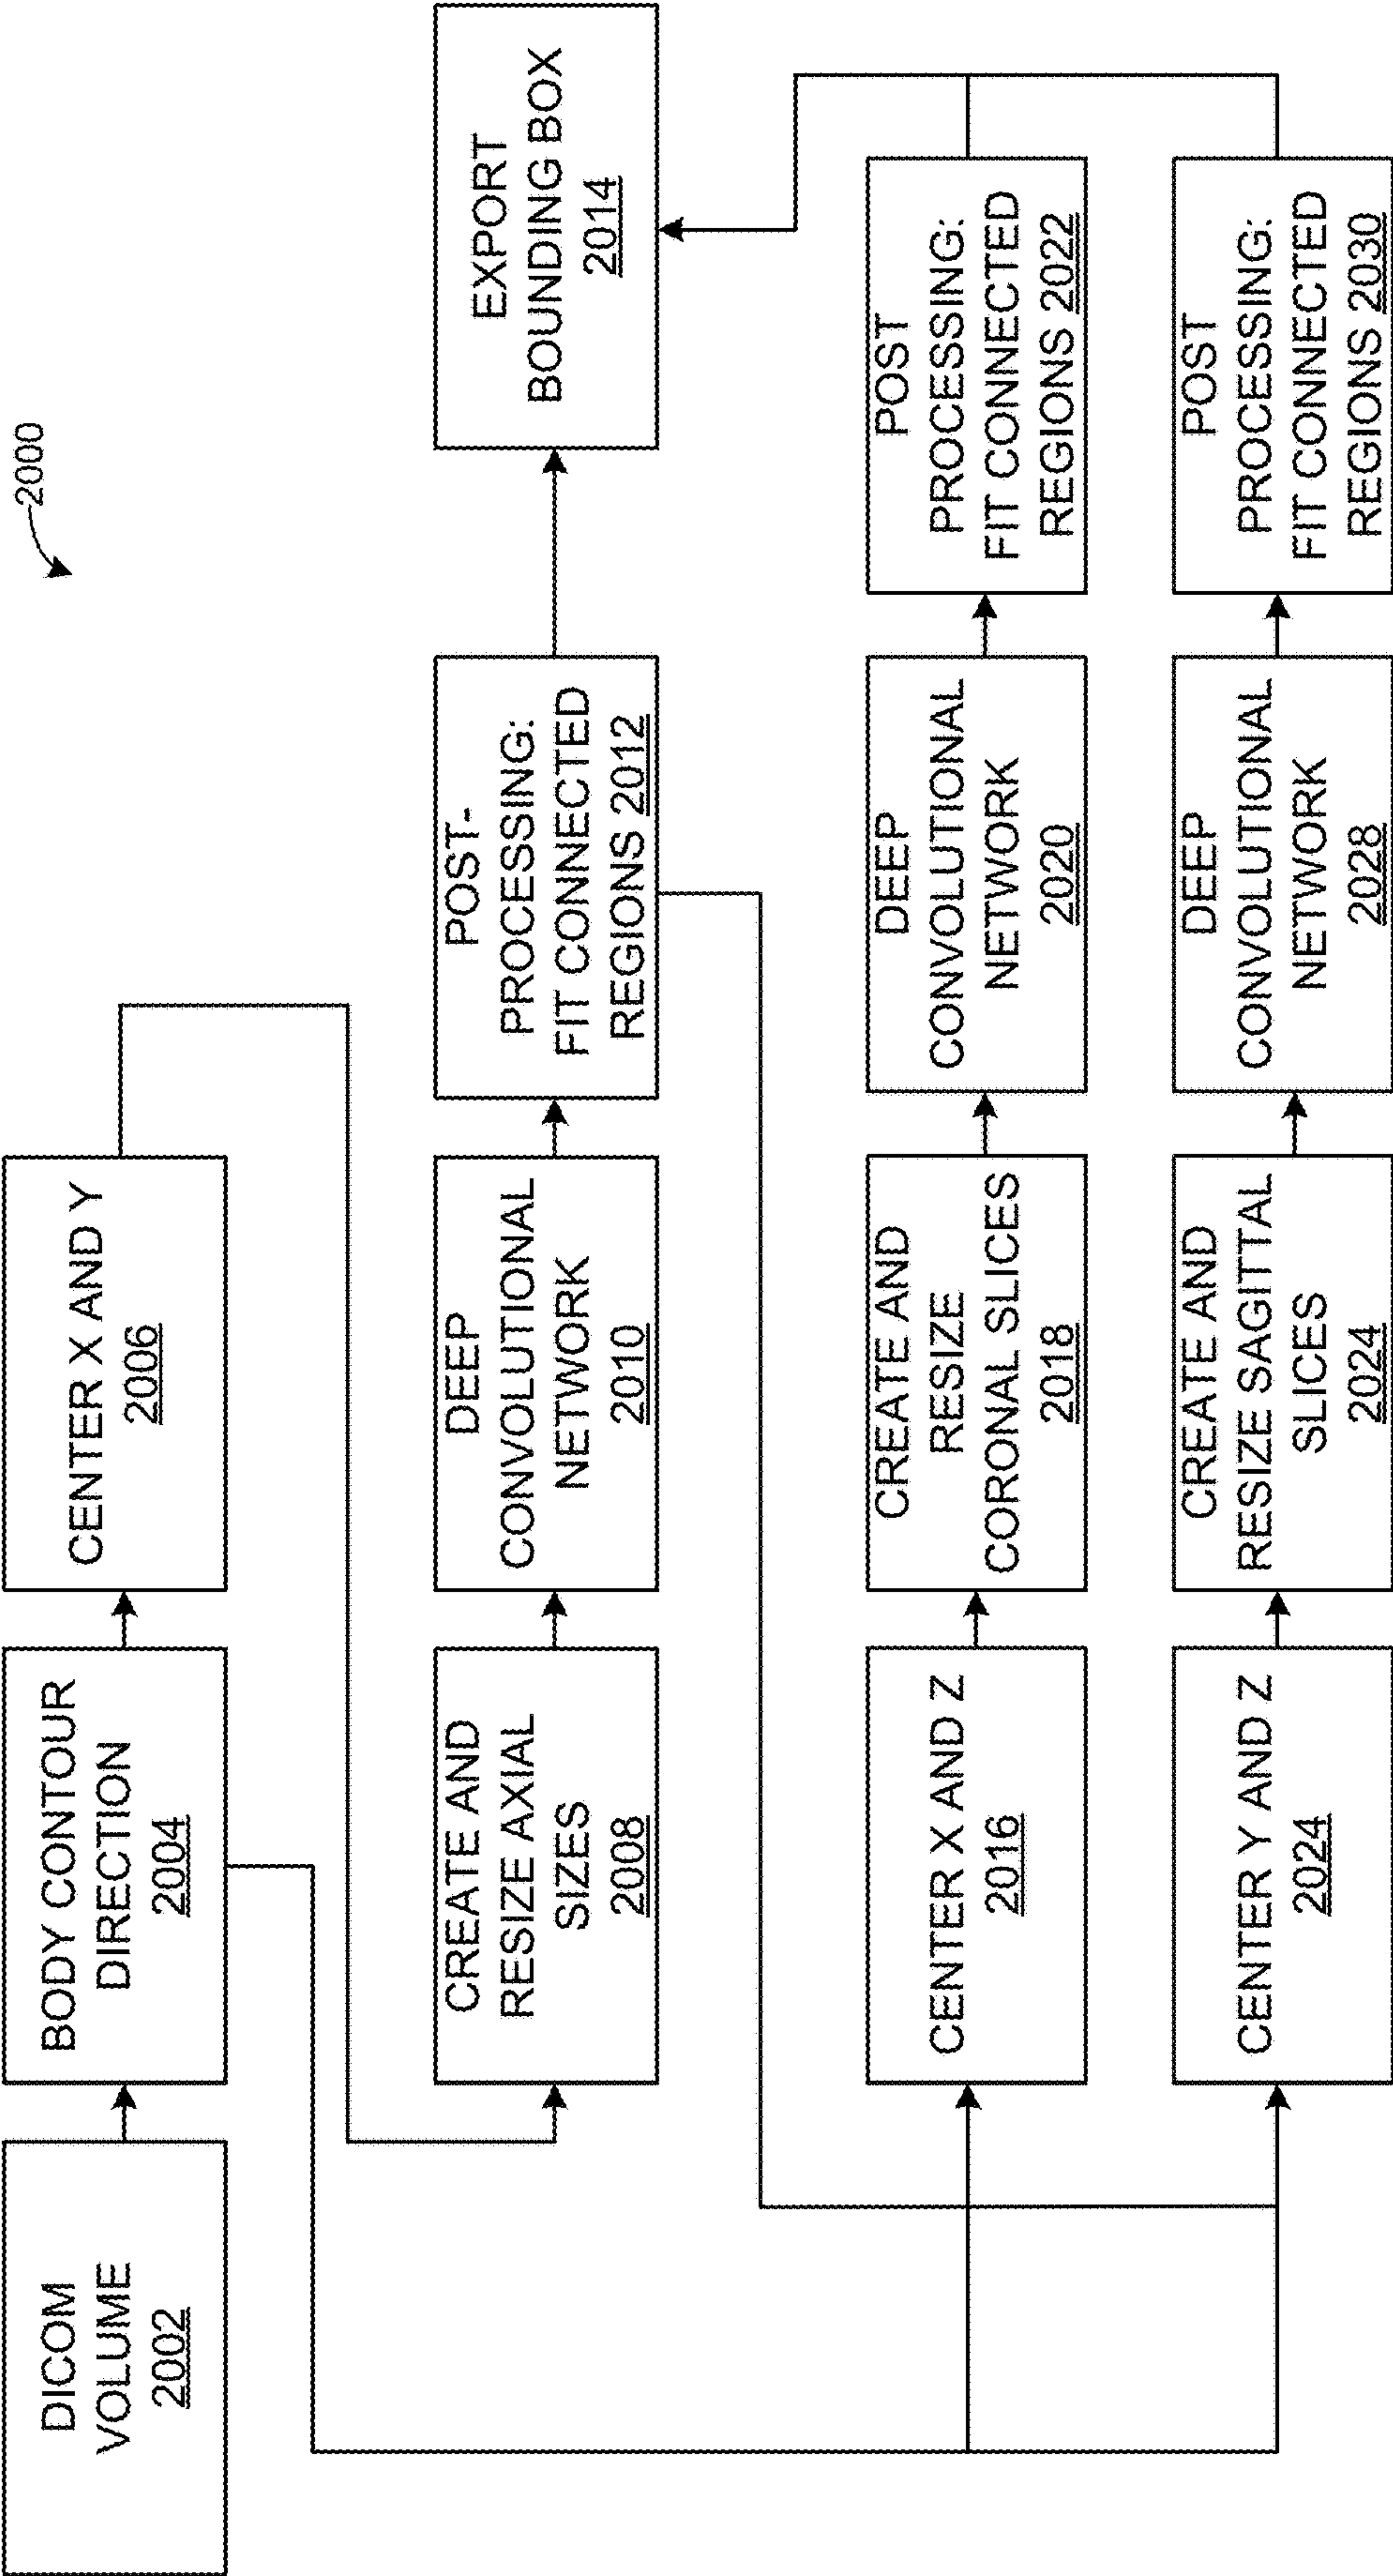 2000
DICOM
VOLUME
2002
BODY CONTOUR
DIRECTION
2004
CENTER X AND Y
2006
CREATE AND
RESIZE AXIAL
SIZES
2008
DEEP
CONVOLUTIONAL
NETWORK
2010
POST-
PROCESSING:
FIT CONNECTED
REGIONS 2012
EXPORT
BOUNDING BOX
2014
CENTER X AND Z
2016
CREATE AND
RESIZE
CORONAL SLICES
2018
DEEP
CONVOLUTIONAL
NETWORK
2020
POST
PROCESSING:
FIT CONNECTED
REGIONS 2022
CENTER Y AND Z
2024
CREATE AND
RESIZE SAGITTAL
SLICES
2024
DEEP
CONVOLUTIONAL
NETWORK
2028
POST
PROCESSING:
FIT CONNECTED
REGIONS 2030